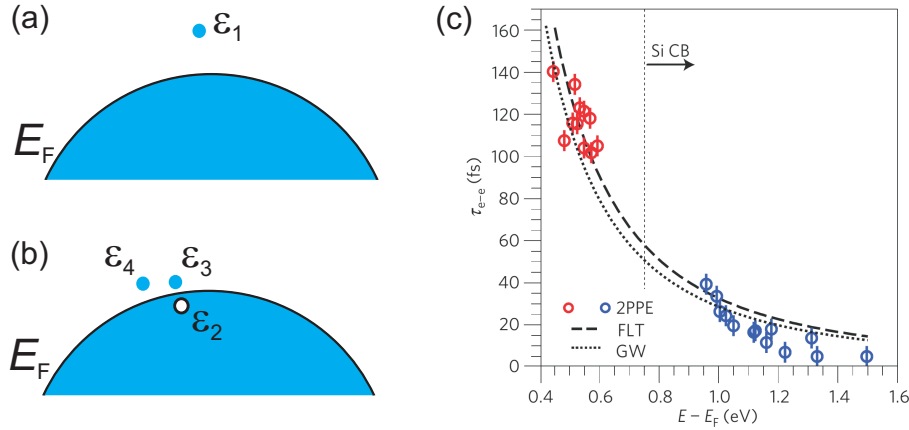 (a)
ε1
EF
(b)
ε4
ε3
ε2
EF
(c)
160
140
120
100
80
60
40
20
0
τe–e (fs)
Si CB
2PPE
FLT
GW
0.4 0.6 0.8 1.0 1.2 1.4 1.6
E – EF (eV)